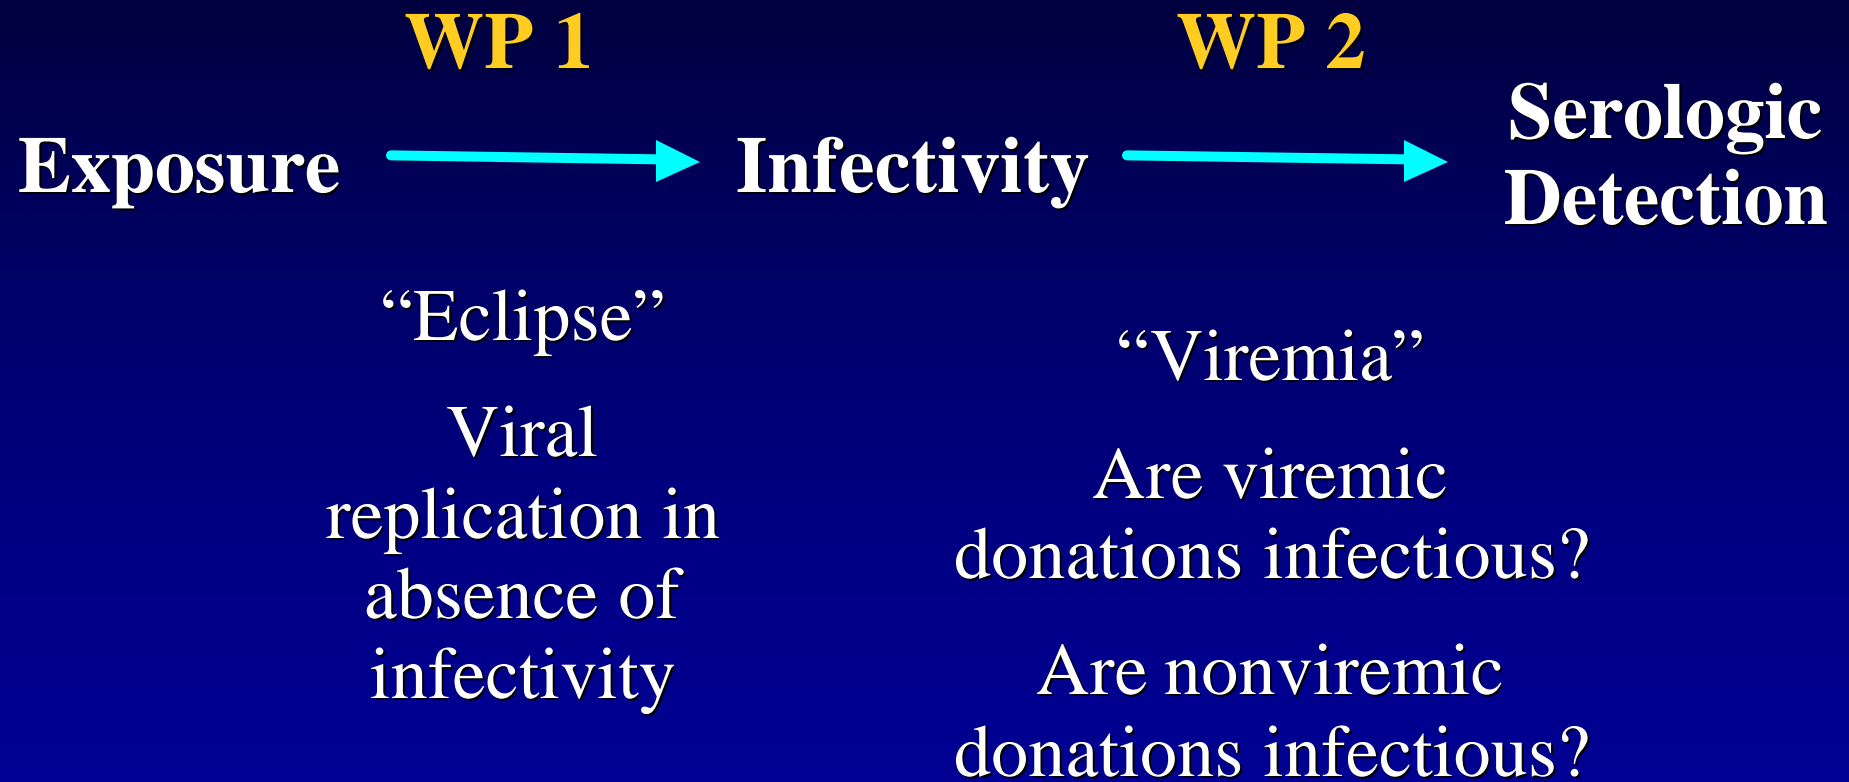 WP 1
WP 2
Exposure
Infectivity
Serologic
Detection
“Eclipse”
Viral
replication in
absence of
infectivity
“Viremia”
Are viremic
donations infectious?
Are nonviremic
donations infectious?